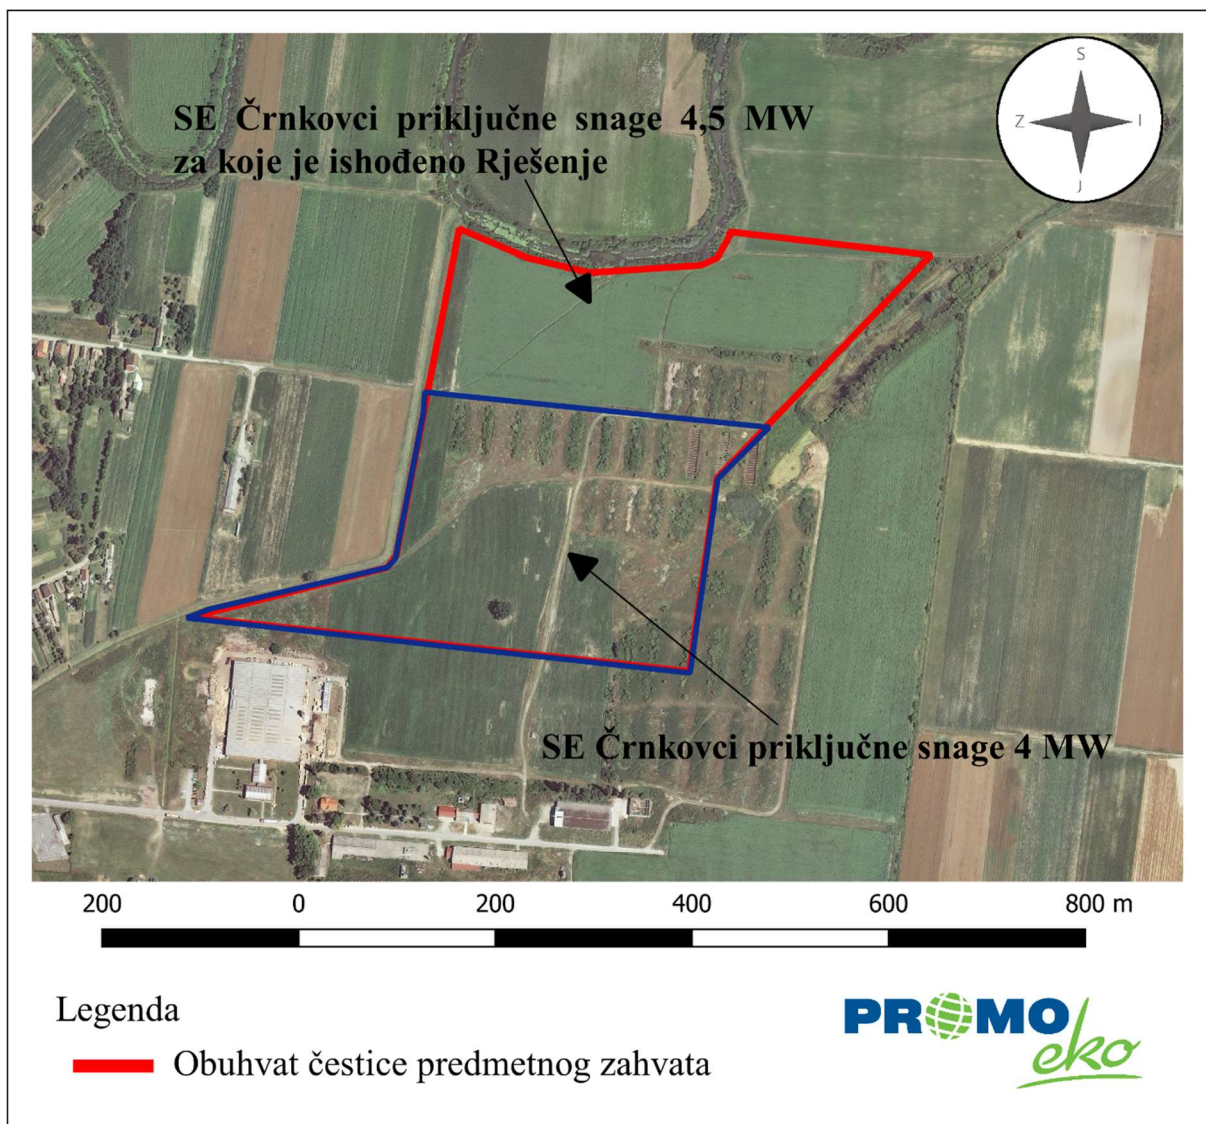 S
Z I
J
SE Črnkovci priključne snage 4,5 MW
za koje je ishođeno Rješenje
SE Črnkovci priključne snage 4 MW
200 0 200 400 600 800 m
Legenda
Obuhvat čestice predmetnog zahvata
PROMO
eko